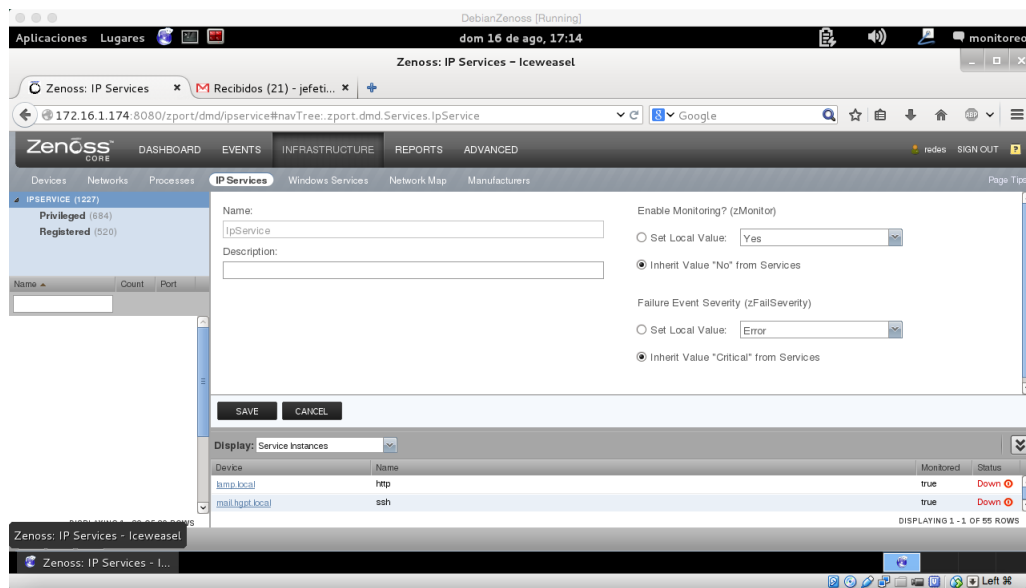 DebianZenoss [Running]
Aplicaciones Lugares dom 16 de ago, 17:14 monitoreo
Zenoss: IP Services - Iceweasel
Zenoss: IP Services Recibidos (21) - jefeti...
172.16.1.174:8080/zport/dmd/ipservice#navTree:.zport.dmd.Services.IpService Google
Zenoss CORE DASHBOARD EVENTS INFRASTRUCTURE REPORTS ADVANCED redes SIGN OUT
Devices Networks Processes IP Services Windows Services Network Map Manufacturers Page Tips
IPSERVICE (1227)
Privileged (684)
Registered (520)
Name Count Port
Name:
IpService
Description:
Enable Monitoring? (zMonitor)
Set Local Value: Yes
Inherit Value "No" from Services
Failure Event Severity (zFailSeverity)
Set Local Value: Error
Inherit Value "Critical" from Services
SAVE CANCEL
Display: Service Instances
Device Name Monitored Status
lamp.local http true Down
mail.hgpt.local ssh true Down
DISPLAYING 1 - 1 OF 55 ROWS
Zenoss: IP Services - Iceweasel
Zenoss: IP Services - I...
Left ⌘